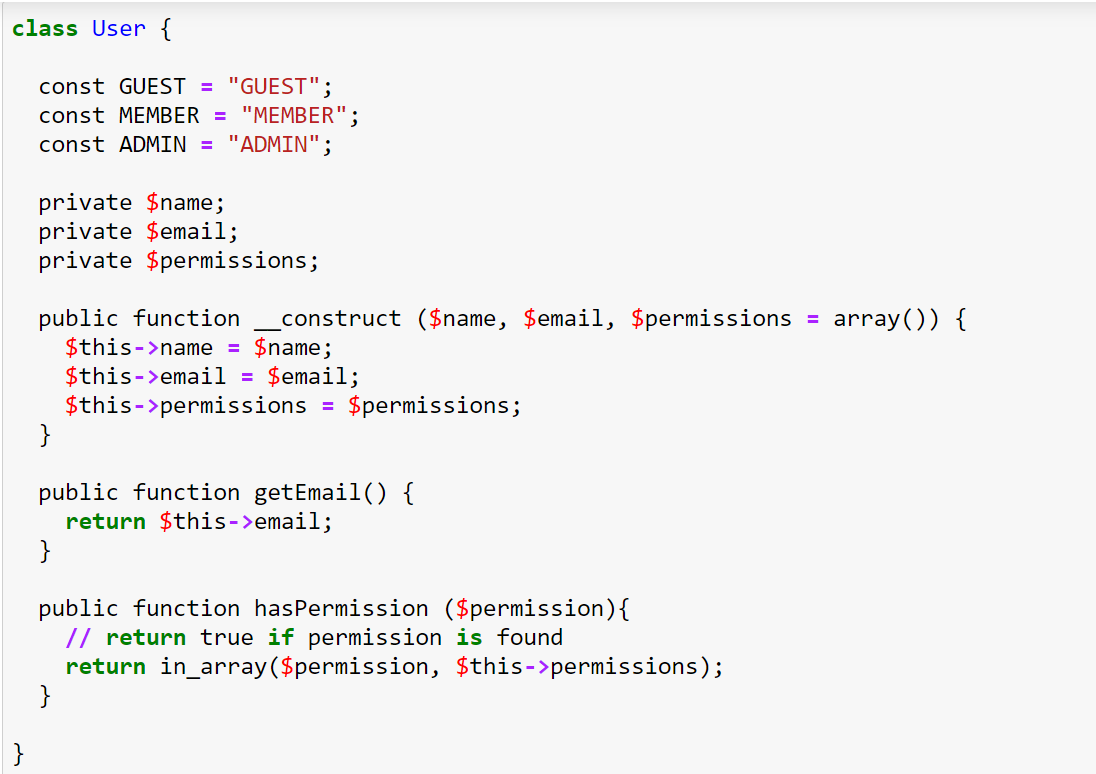 class User {
const GUEST = "GUEST";
const MEMBER = "MEMBER";
const ADMIN = "ADMIN";
private $name;
private $email;
private $permissions;
public function __construct ($name, $email, $permissions = array()) {
$this->name = $name;
$this->email = $email;
$this->permissions = $permissions;
}
public function getEmail() {
return $this->email;
}
public function hasPermission ($permission){
// return true if permission is found
return in_array($permission, $this->permissions);
}
}